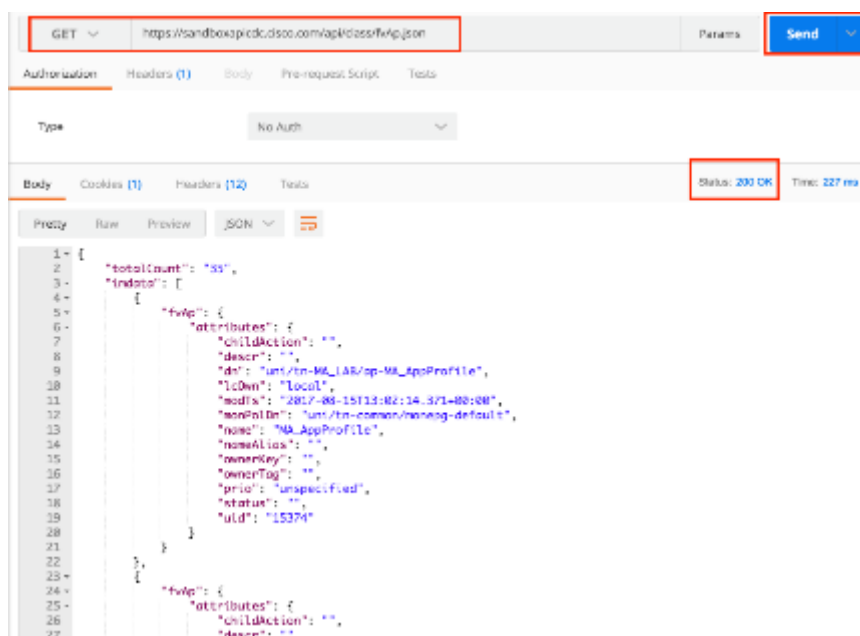 GET https://sandboxapicdc.cisco.com/api/class/fvAp.json Params Send
Authorization Headers (1) Body Pre-request Script Tests
Type No Auth
Body Cookies (1) Headers (12) Tests Status: 200 OK Time: 227 ms
Pretty Raw Preview JSON
1 {
2 "totalCount": "35",
3 "imdata": [
4 {
5 "fvAp": {
6 "attributes": {
7 "childAction": "",
8 "descr": "",
9 "dn": "uni/tn-MA_LAB/ap-MA_AppProfile",
10 "lcOwn": "local",
11 "modTs": "2017-08-15T13:02:14.371+00:00",
12 "monPolDn": "uni/tn-common/monepg-default",
13 "name": "MA_AppProfile",
14 "nameAlias": "",
15 "ownerKey": "",
16 "ownerTag": "",
17 "prio": "unspecified",
18 "status": "",
19 "uid": "15374"
20 }
21 }
22 },
23 {
24 "fvAp": {
25 "attributes": {
26 "childAction": "",
27 "descr": ""